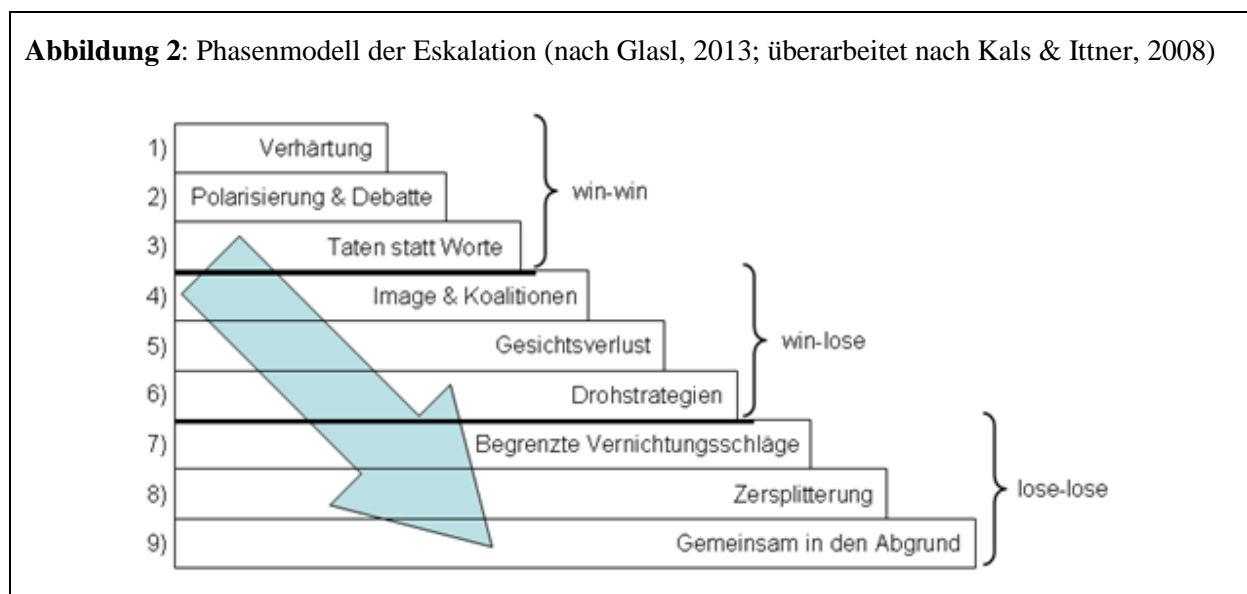 Abbildung 2: Phasenmodell der Eskalation (nach Glasl, 2013; überarbeitet nach Kals & Ittner, 2008)
1) Verhärtung
2) Polarisierung & Debatte
win-win
3) Taten statt Worte
4) Image & Koalitionen
5) Gesichtsverlust
win-lose
6) Drohstrategien
7) Begrenzte Vernichtungsschläge
8) Zersplitterung
lose-lose
9) Gemeinsam in den Abgrund